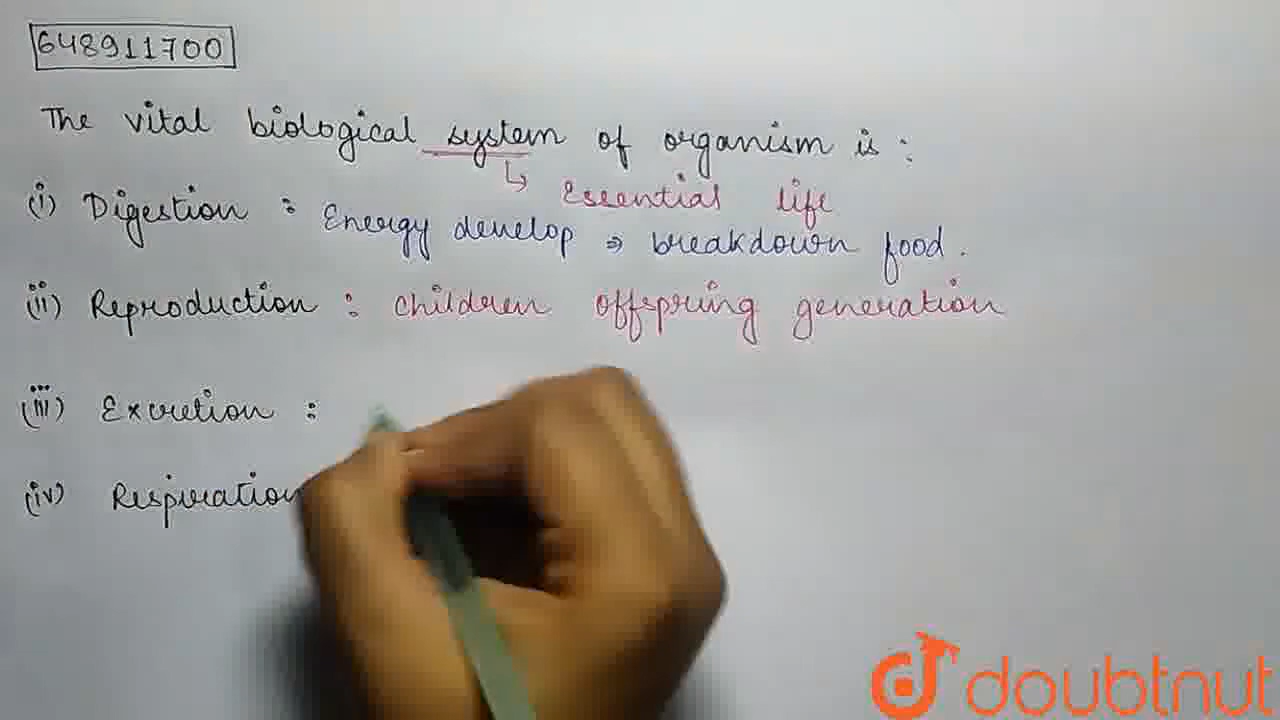 648911700
The vital biological system of organism is :
↳ Essential life
(i) Digestion : Energy develop ⇒ breakdown food.
(ii) Reproduction : children offspring generation
(iii) Excretion :
(iv) Respiration
doubtnut